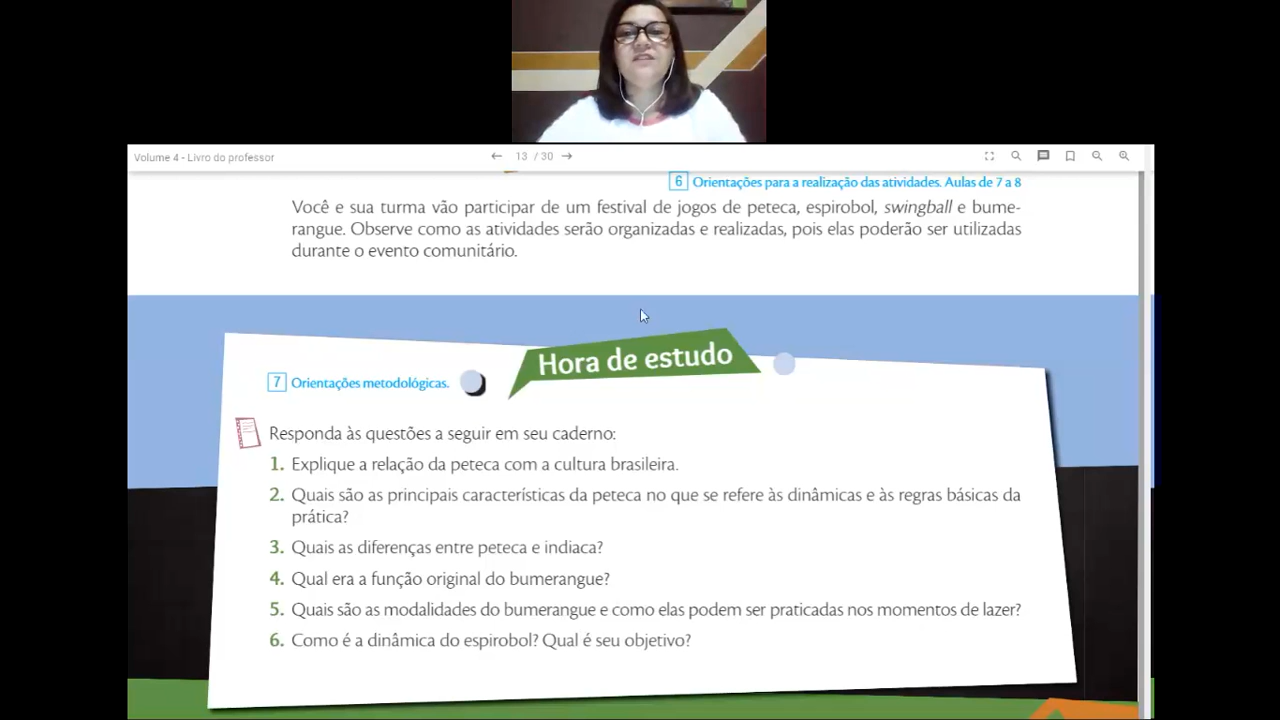 Volume 4 - Livro do professor
13 / 30
6 Orientações para a realização das atividades. Aulas de 7 a 8
Você e sua turma vão participar de um festival de jogos de peteca, espirobol, swingball e bume-
rangue. Observe como as atividades serão organizadas e realizadas, pois elas poderão ser utilizadas
durante o evento comunitário.
Hora de estudo
7 Orientações metodológicas.
Responda às questões a seguir em seu caderno:
1. Explique a relação da peteca com a cultura brasileira.
2. Quais são as principais características da peteca no que se refere às dinâmicas e às regras básicas da
prática?
3. Quais as diferenças entre peteca e indiaca?
4. Qual era a função original do bumerangue?
5. Quais são as modalidades do bumerangue e como elas podem ser praticadas nos momentos de lazer?
6. Como é a dinâmica do espirobol? Qual é seu objetivo?